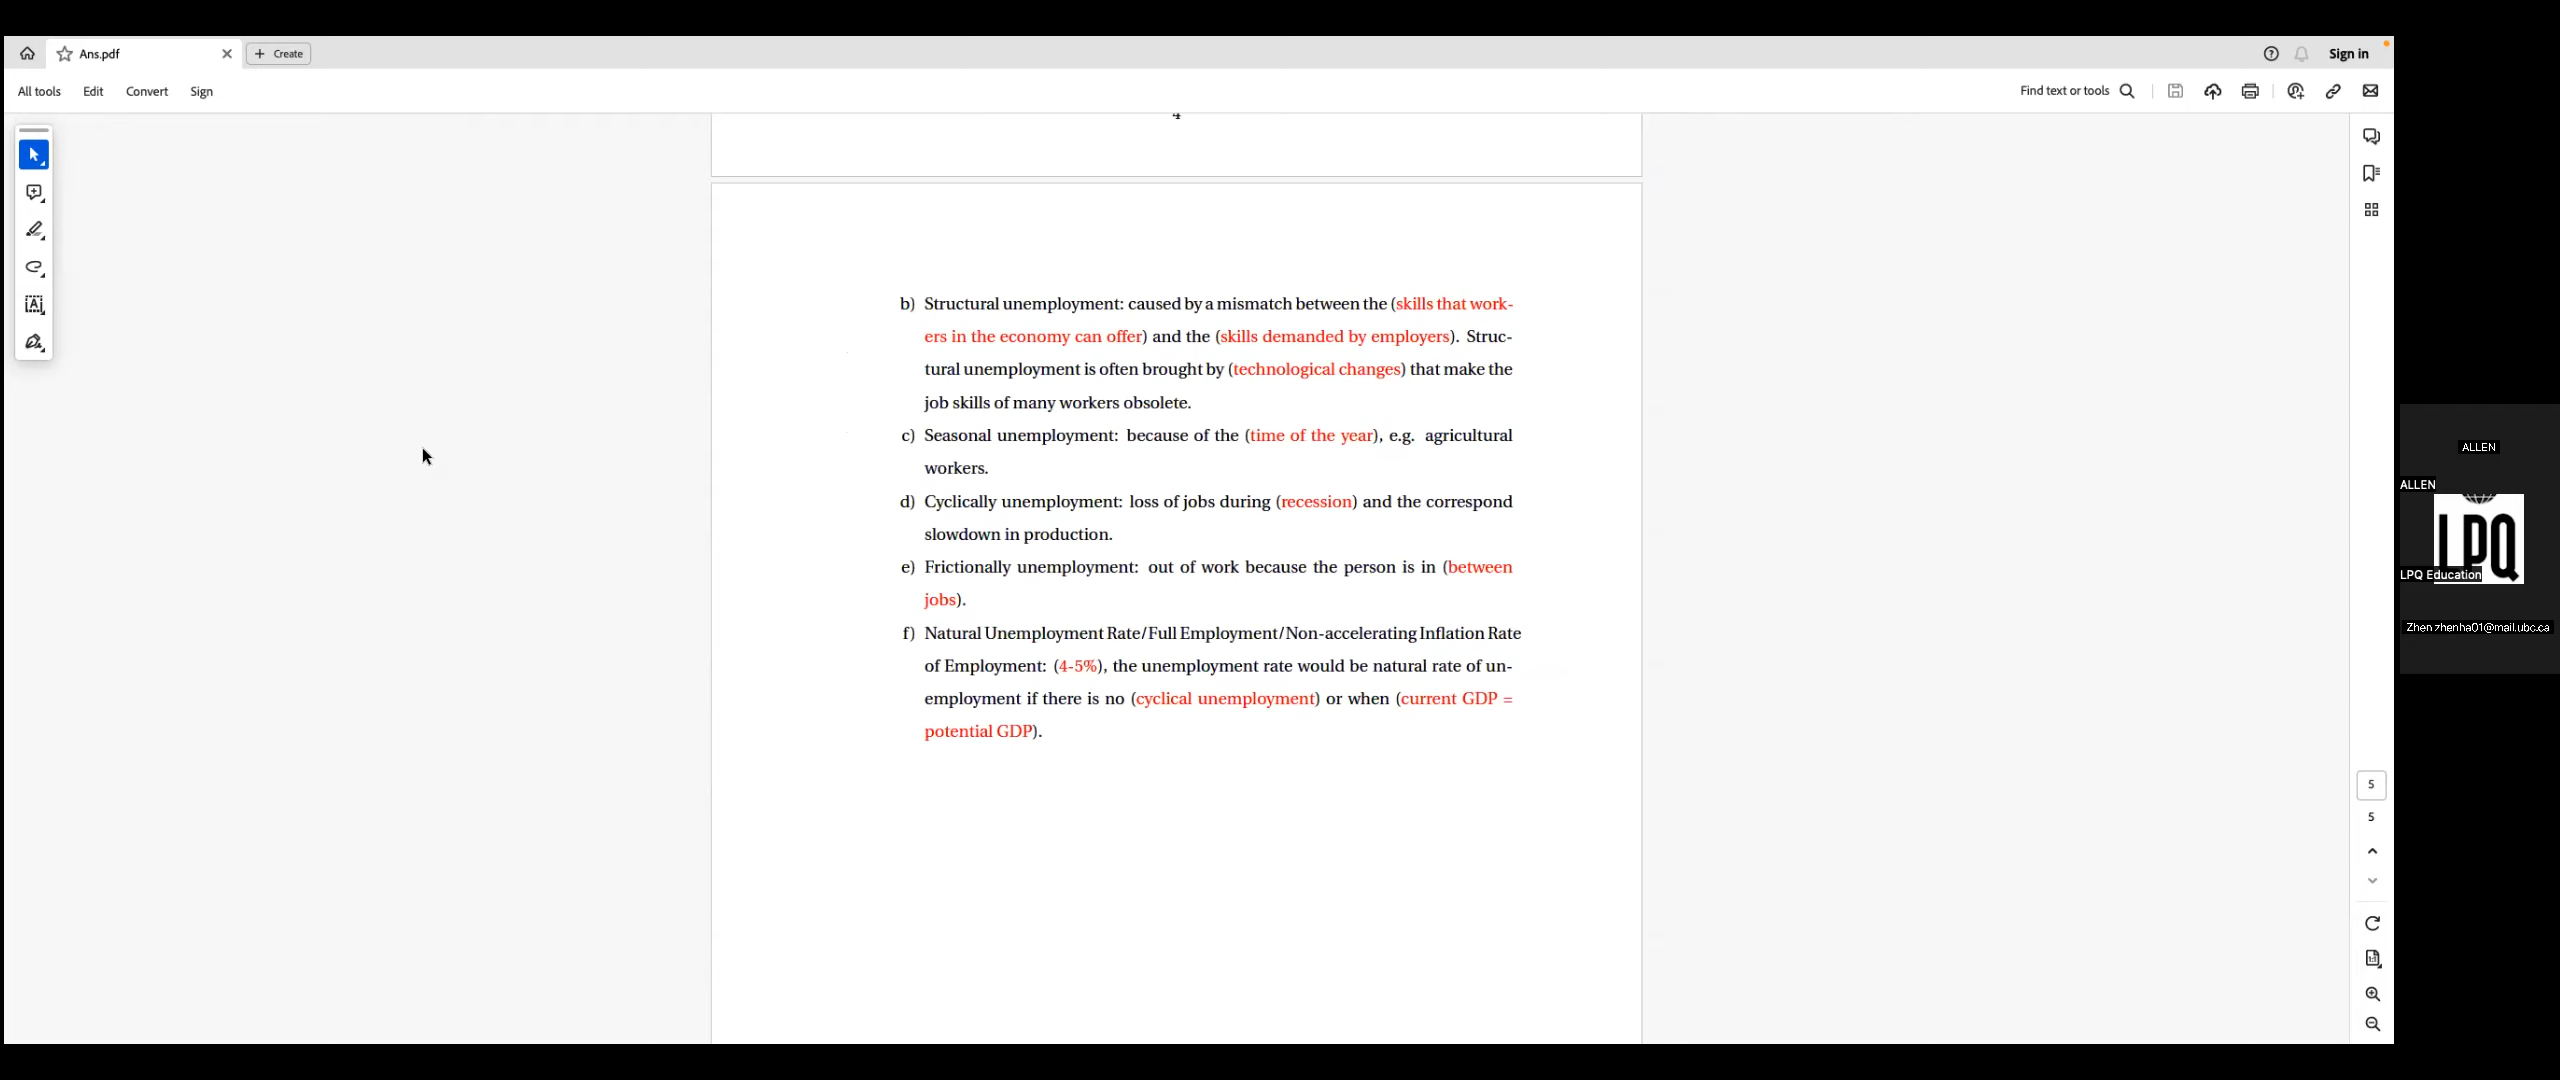 Ans.pdf
Create
Sign in
All tools Edit Convert Sign
Find text or tools
4
b) Structural unemployment: caused by a mismatch between the (skills that work-
ers in the economy can offer) and the (skills demanded by employers). Struc-
tural unemployment is often brought by (technological changes) that make the
job skills of many workers obsolete.
c) Seasonal unemployment: because of the (time of the year), e.g. agricultural
workers.
d) Cyclically unemployment: loss of jobs during (recession) and the correspond
slowdown in production.
e) Frictionally unemployment: out of work because the person is in (between
jobs).
f) Natural Unemployment Rate/Full Employment/Non-accelerating Inflation Rate
of Employment: (4-5%), the unemployment rate would be natural rate of un-
employment if there is no (cyclical unemployment) or when (current GDP =
potential GDP).
5
5
ALLEN
ALLEN
LPQ
LPQ Education
Zhen zhenha01@mail.ubc.ca